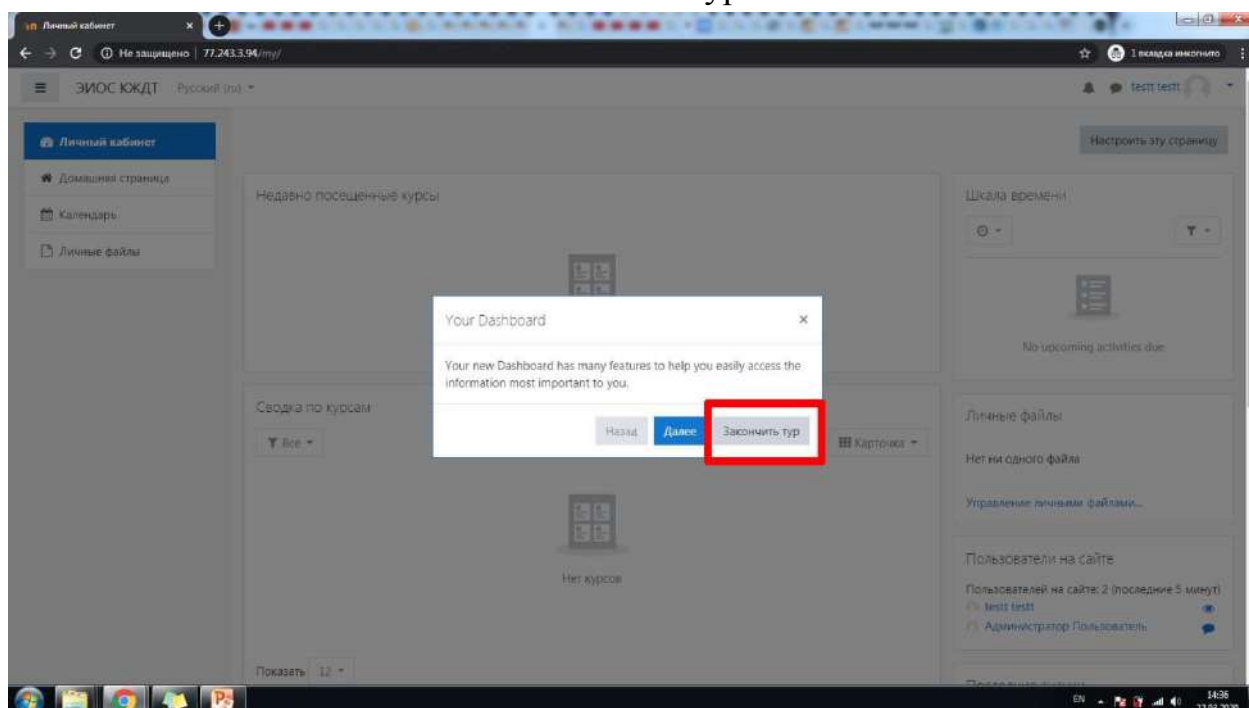 Личный кабинет
Не защищено | 77.243.3.94/my/
1 вкладка инкогнито
ЭИОС КЖДТ Русский (ru)
testt testt
Личный кабинет
Настроить эту страницу
Домашная страница
Календарь
Личные файлы
Недавно посещенные курсы
Шкала времени
Your Dashboard
Your new Dashboard has many features to help you easily access the
information most important to you.
No upcoming activities due
Назад Далее Закончить тур
Сводка по курсам
Все
Карточка
Личные файлы
Нет ни одного файла
Управление личными файлами...
Нет курсов
Пользователи на сайте
Пользователей на сайте: 2 (последние 5 минут)
testt testt
Администратор Пользователь
Показать 12
EN
14:36